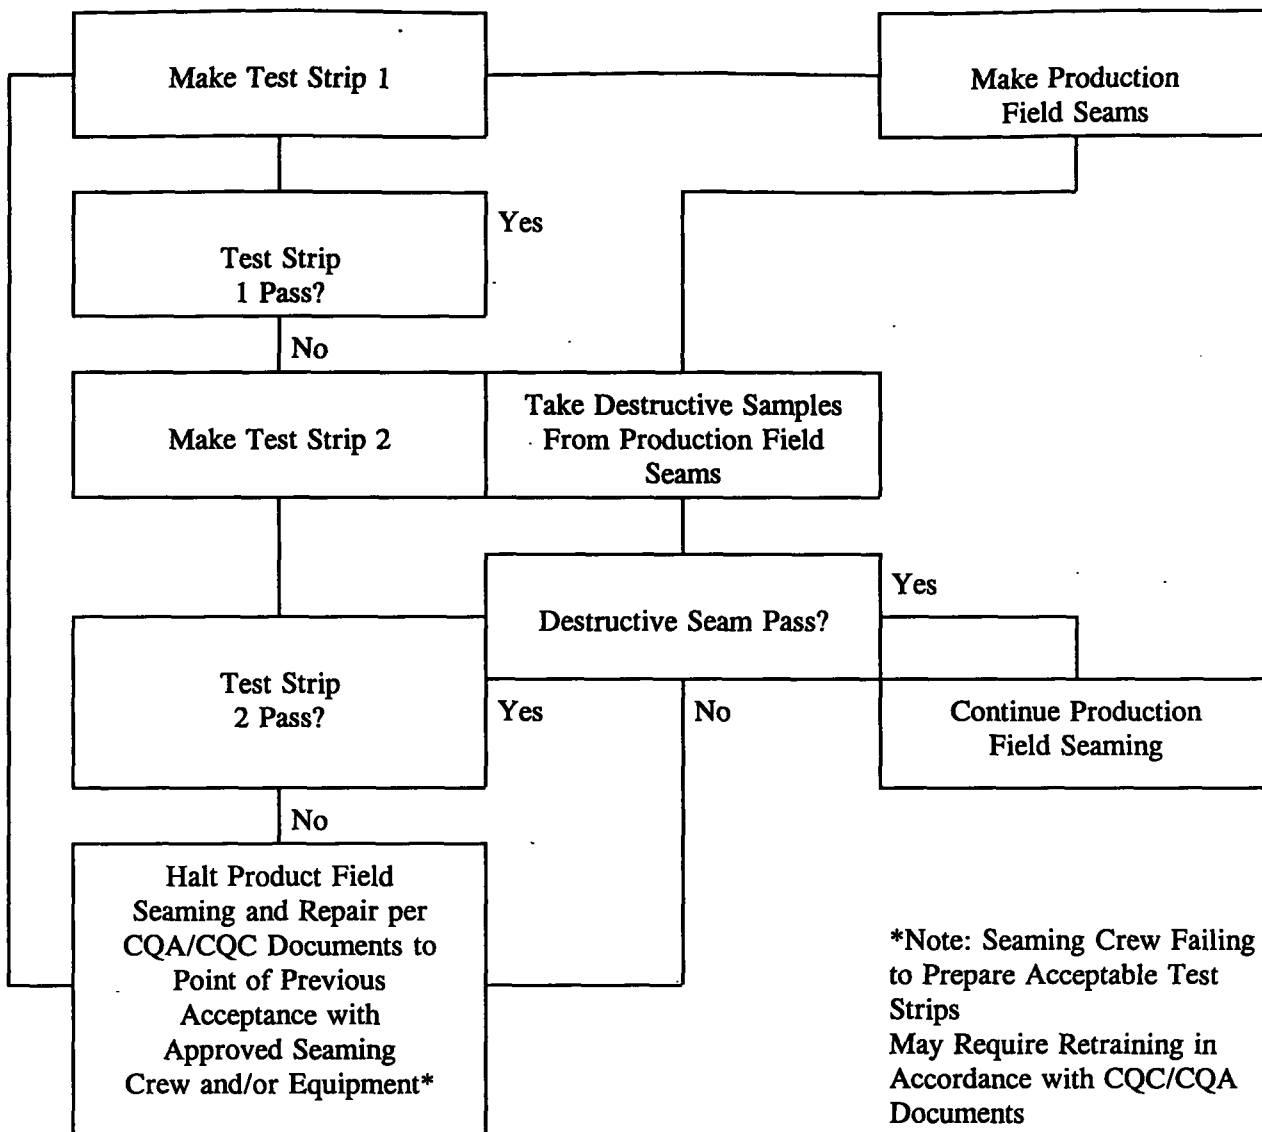 Make Test Strip 1
Make Production
Field Seams
Test Strip
1 Pass?
Yes
No
Make Test Strip 2
Take Destructive Samples
From Production Field
Seams
Destructive Seam Pass?
Yes
Test Strip
2 Pass?
Yes
No
Continue Production
Field Seaming
No
Halt Product Field
Seaming and Repair per
CQA/CQC Documents to
Point of Previous
Acceptance with
Approved Seaming
Crew and/or Equipment*
*Note: Seaming Crew Failing
to Prepare Acceptable Test
Strips
May Require Retraining in
Accordance with CQC/CQA
Documents